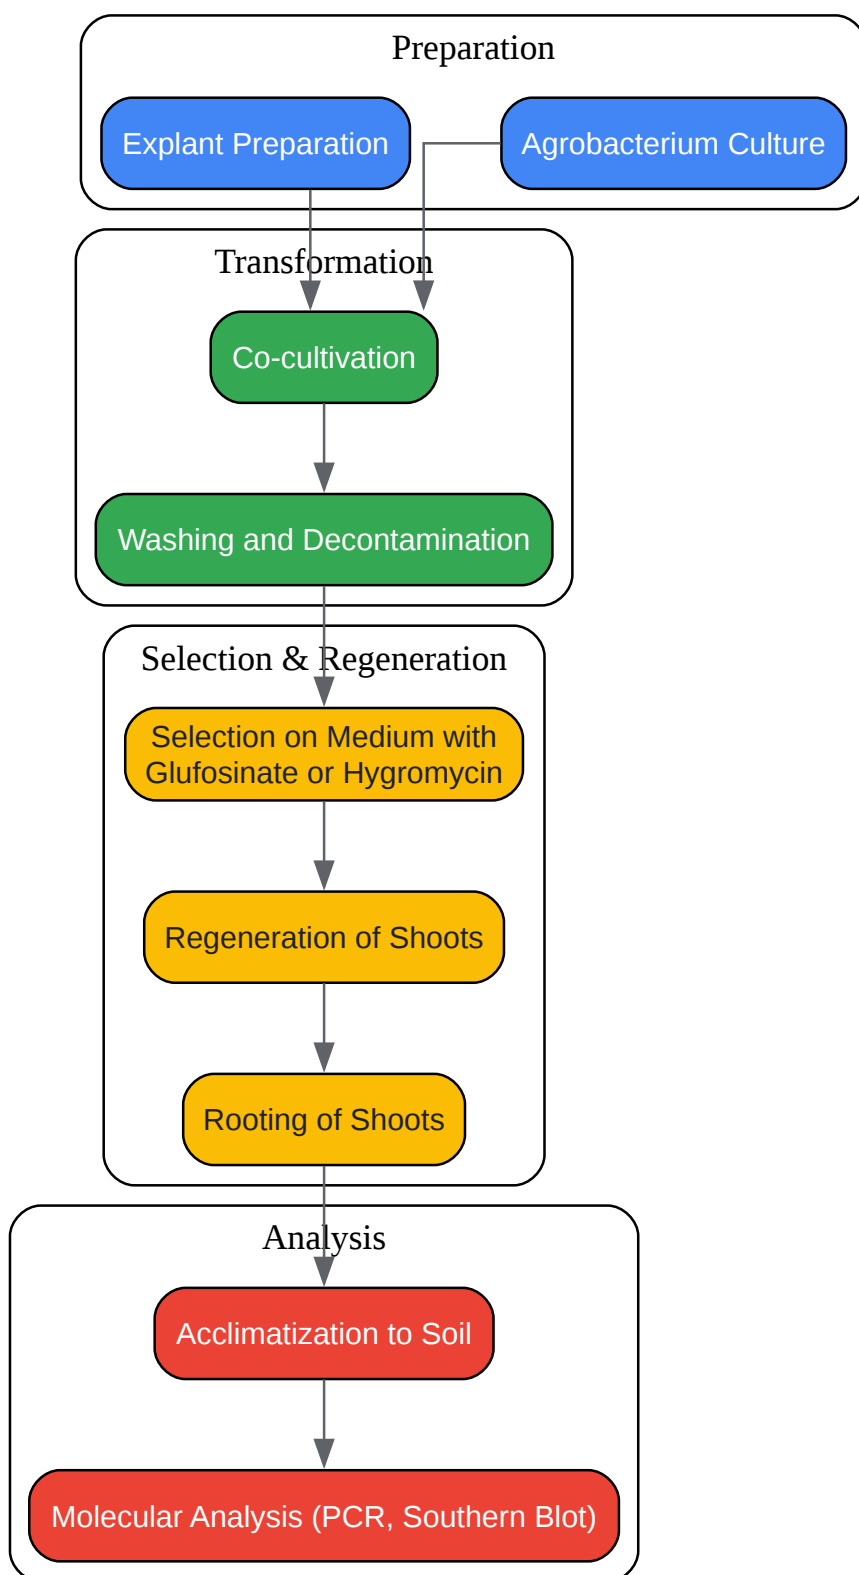 Preparation
Explant Preparation
Agrobacterium Culture
Transformation
Co-cultivation
Washing and Decontamination
Selection & Regeneration
Selection on Medium with
Glufosinate or Hygromycin
Regeneration of Shoots
Rooting of Shoots
Analysis
Acclimatization to Soil
Molecular Analysis (PCR, Southern Blot)